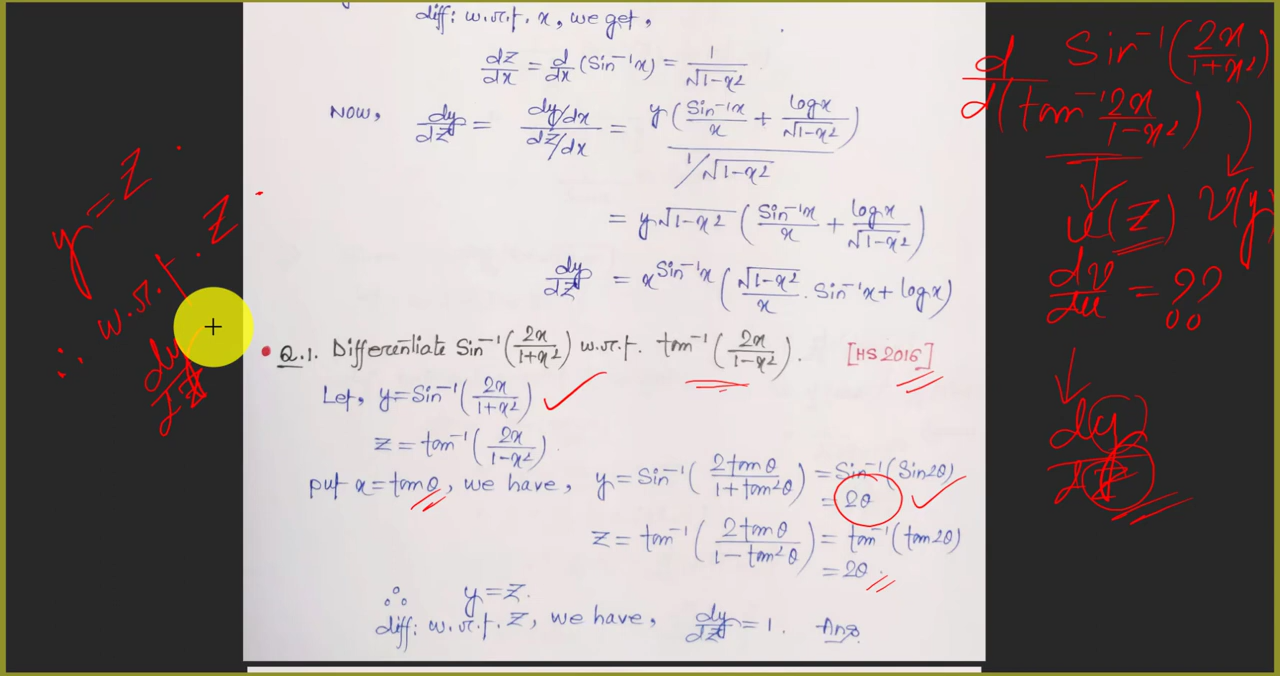 diff: w.r.t. x, we get,
dz/dx = d/dx (Sin⁻¹x) = 1/√1-x²
Now, dy/dz = (dy/dx)/(dz/dx) = y(Sin⁻¹x/x + logx/√1-x²) / (1/√1-x²)
= y√1-x² (Sin⁻¹x/x + logx/√1-x²)
dy/dz = x^Sin⁻¹x (√1-x²/x . Sin⁻¹x + logx)
Q.1. Differentiate Sin⁻¹(2x/1+x²) w.r.t. tan⁻¹(2x/1-x²). [HS 2016]
Let, y = Sin⁻¹(2x/1+x²)
z = tan⁻¹(2x/1-x²).
put x = tanθ, we have, y = Sin⁻¹(2tanθ/1+tan²θ) = Sin⁻¹(Sin2θ)
= 2θ
z = tan⁻¹(2tanθ/1-tan²θ) = tan⁻¹(tan2θ)
= 2θ.
∴ y = z.
diff: w.r.t. z, we have, dy/dz = 1. Ans
y = z.
∴ w.r.t. z.
dy/dz
d/d(tan⁻¹ 2x/1-x²) Sin⁻¹(2x/1+x²)
u(z) v(y)
dv/du = ??
dy/dz